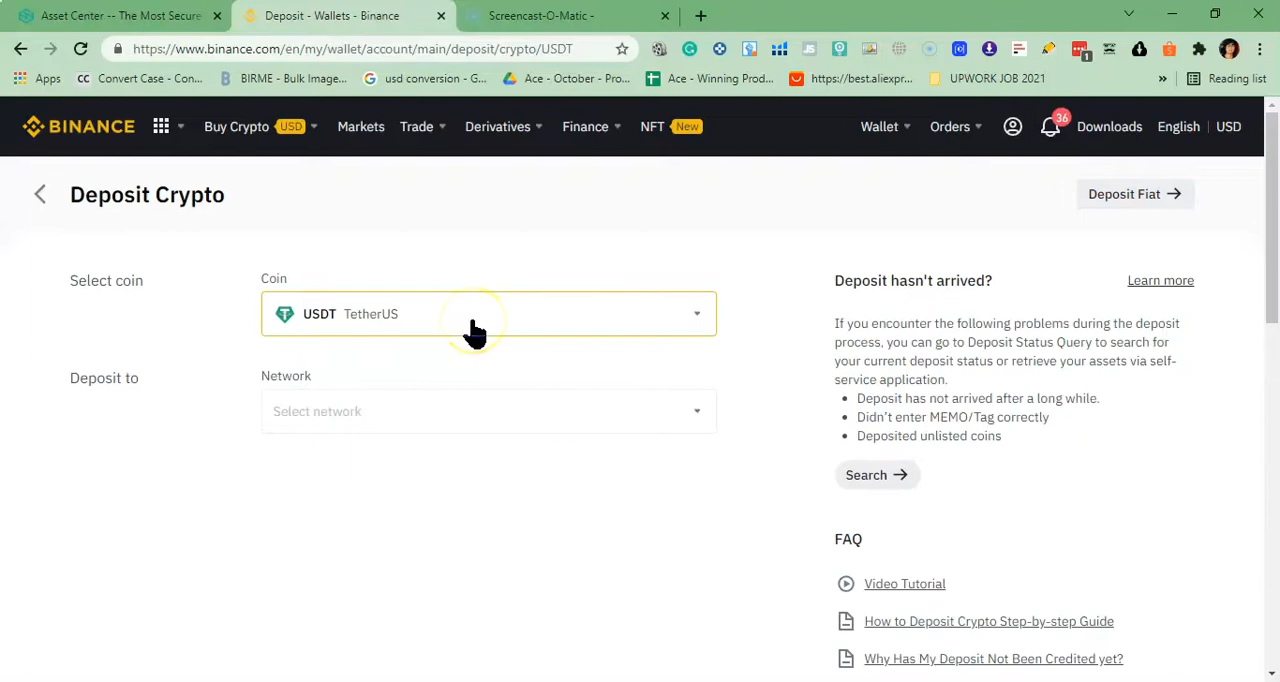 Asset Center -- The Most Secure
Deposit - Wallets - Binance
Screencast-O-Matic -
https://www.binance.com/en/my/wallet/account/main/deposit/crypto/USDT
1
Apps
CC Convert Case - Con...
BIRME - Bulk Image...
usd conversion - G...
Ace - October - Pro...
Ace - Winning Prod...
https://best.aliexpr...
UPWORK JOB 2021
»
Reading list
BINANCE
Buy Crypto USD
Markets
Trade
Derivatives
Finance
NFT New
Wallet
Orders
36
Downloads
English
USD
Deposit Crypto
Deposit Fiat →
Select coin
Coin
USDT TetherUS
Deposit to
Network
Select network
Deposit hasn't arrived?
Learn more
If you encounter the following problems during the deposit
process, you can go to Deposit Status Query to search for
your current deposit status or retrieve your assets via self-
service application.
• Deposit has not arrived after a long while.
• Didn't enter MEMO/Tag correctly
• Deposited unlisted coins
Search →
FAQ
Video Tutorial
How to Deposit Crypto Step-by-step Guide
Why Has My Deposit Not Been Credited yet?